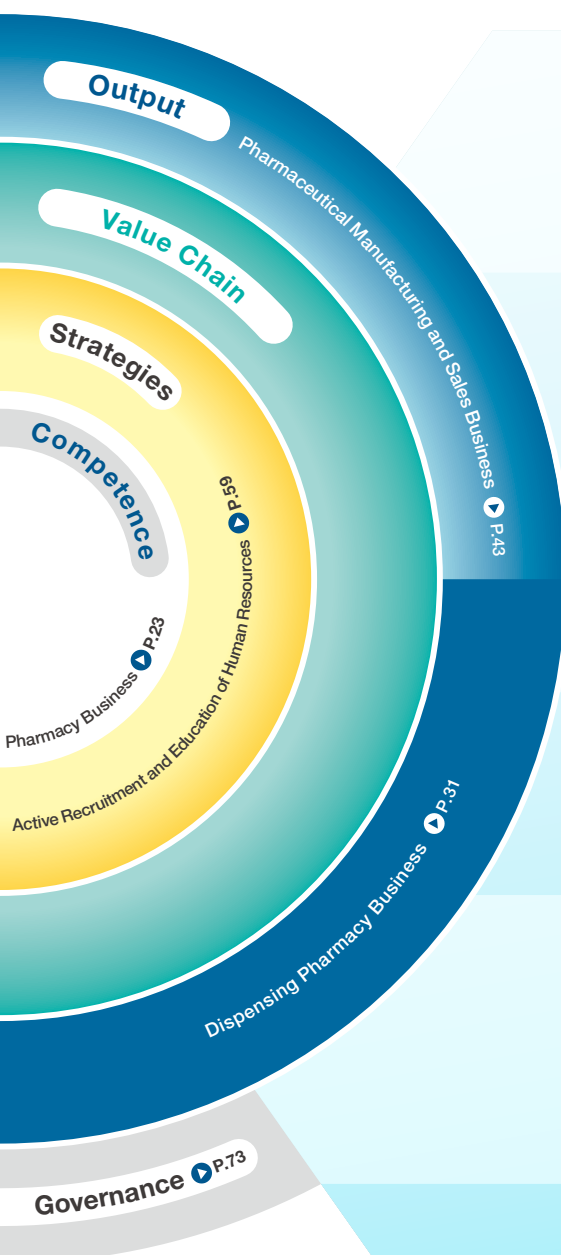 Output
Pharmaceutical Manufacturing and Sales Business P.43
Value Chain
Strategies
Competence
P.59
Active Recruitment and Education of Human Resources
P.23
Pharmacy Business
P.31
Dispensing Pharmacy Business
Governance P.73